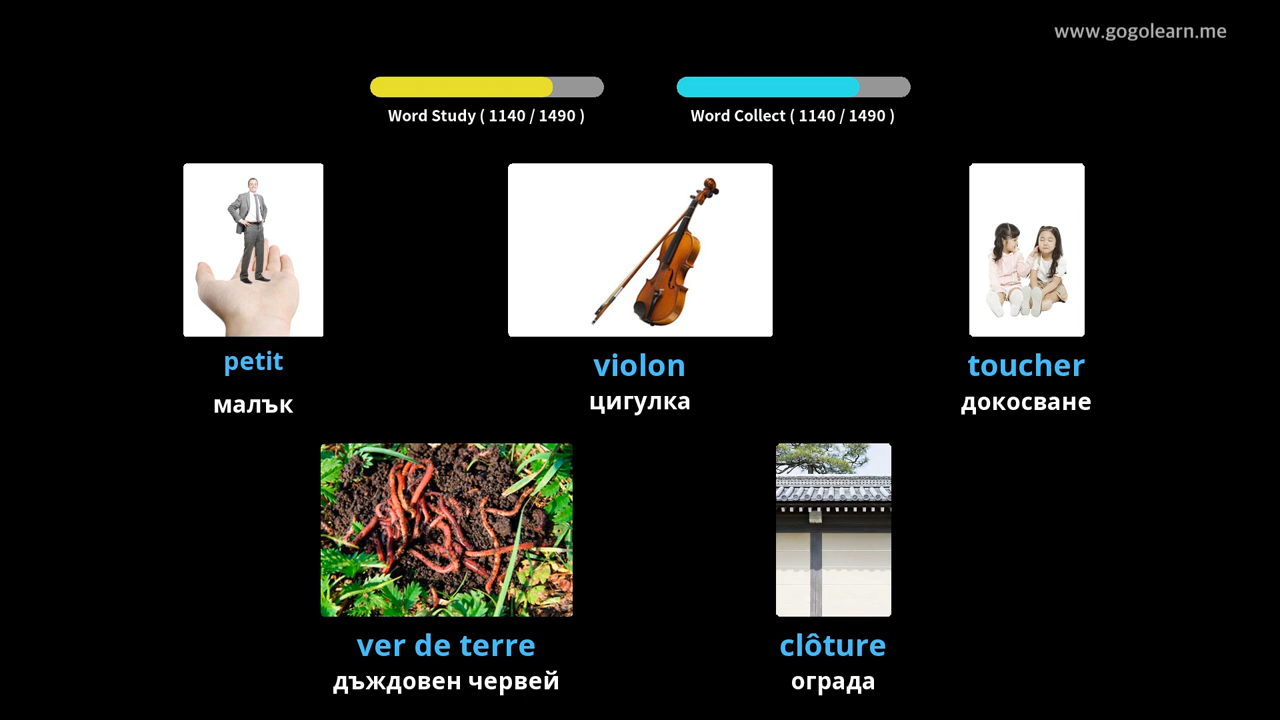 www.gogolearn.me
Word Study ( 1140 / 1490 )
Word Collect ( 1140 / 1490 )
petit
малък
violon
цигулка
toucher
докосване
ver de terre
дъждовен червей
clôture
ограда